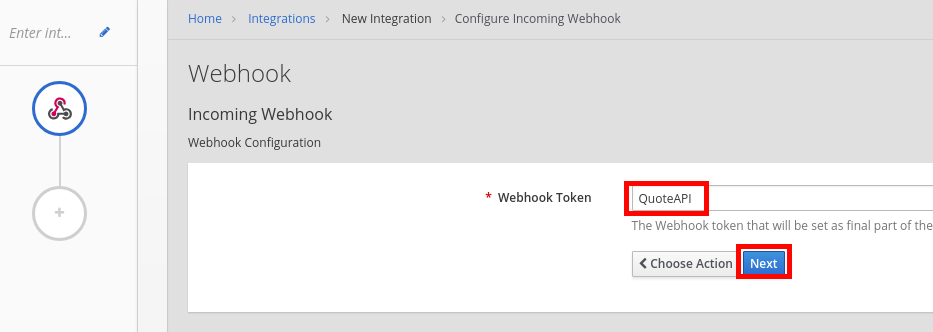 Home > Integrations > New Integration > Configure Incoming Webhook
Enter int...
Webhook
Incoming Webhook
Webhook Configuration
* Webhook Token
QuoteAPI
The Webhook token that will be set as final part of the
Choose Action
Next